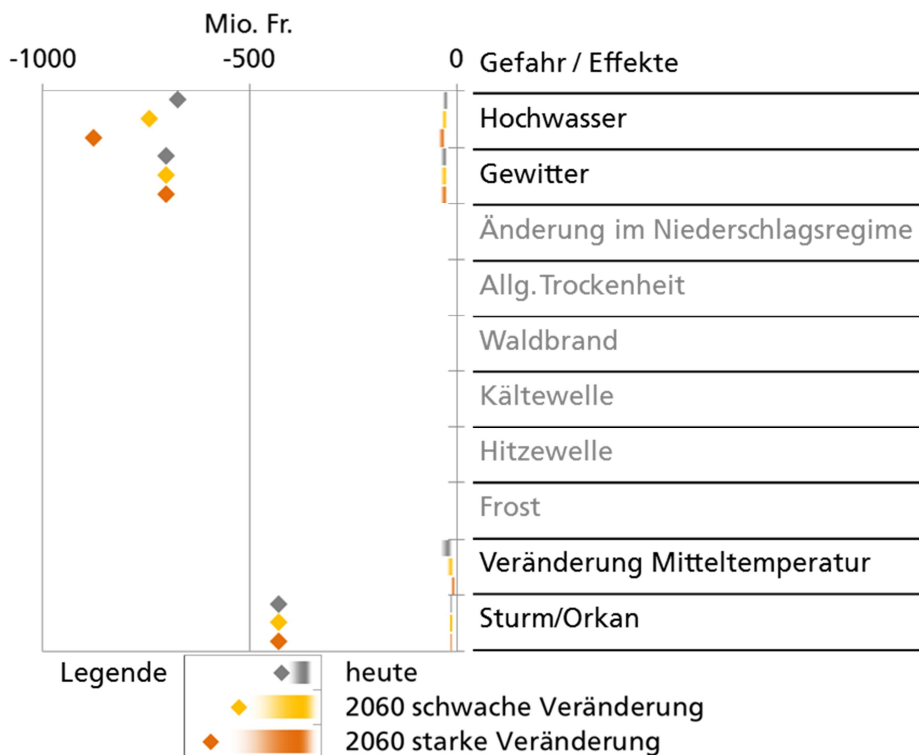 Mio. Fr.
-1000 -500 0 Gefahr / Effekte
Hochwasser
Gewitter
Änderung im Niederschlagsregime
Allg. Trockenheit
Waldbrand
Kältewelle
Hitzewelle
Frost
Veränderung Mitteltemperatur
Sturm/Orkan
Legende heute
2060 schwache Veränderung
2060 starke Veränderung